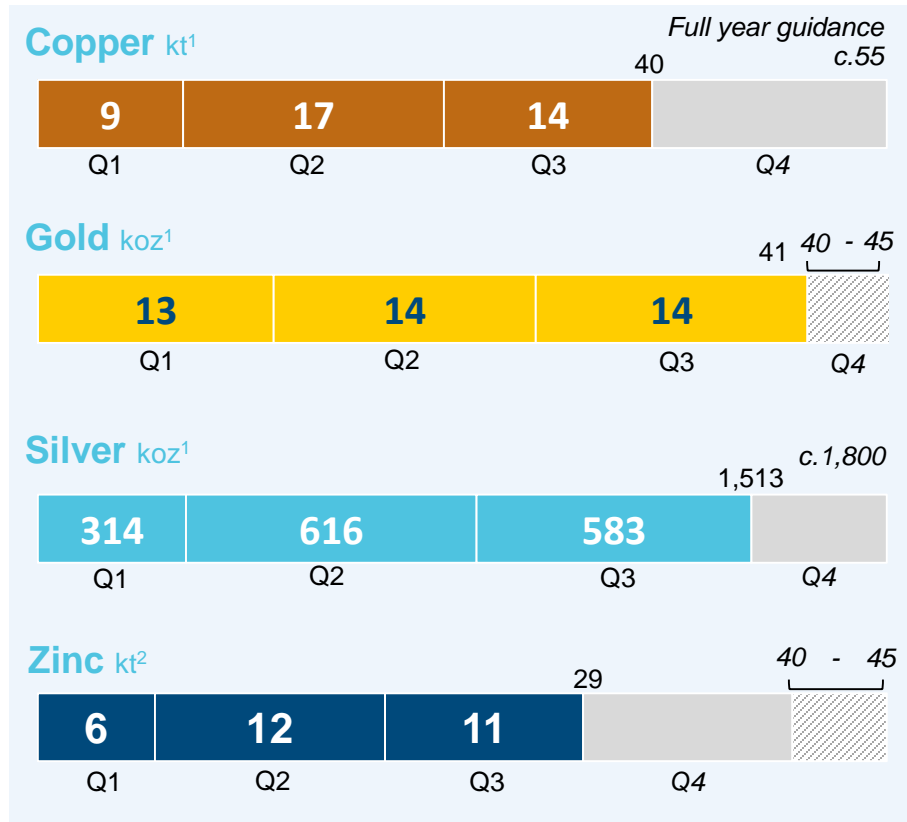 Copper kt¹
Full year guidance
c.55
40
9 17 14
Q1 Q2 Q3 Q4
Gold koz¹
41 40 - 45
13 14 14
Q1 Q2 Q3 Q4
Silver koz¹
c.1,800
1,513
314 616 583
Q1 Q2 Q3 Q4
Zinc kt²
40 - 45
29
6 12 11
Q1 Q2 Q3 Q4